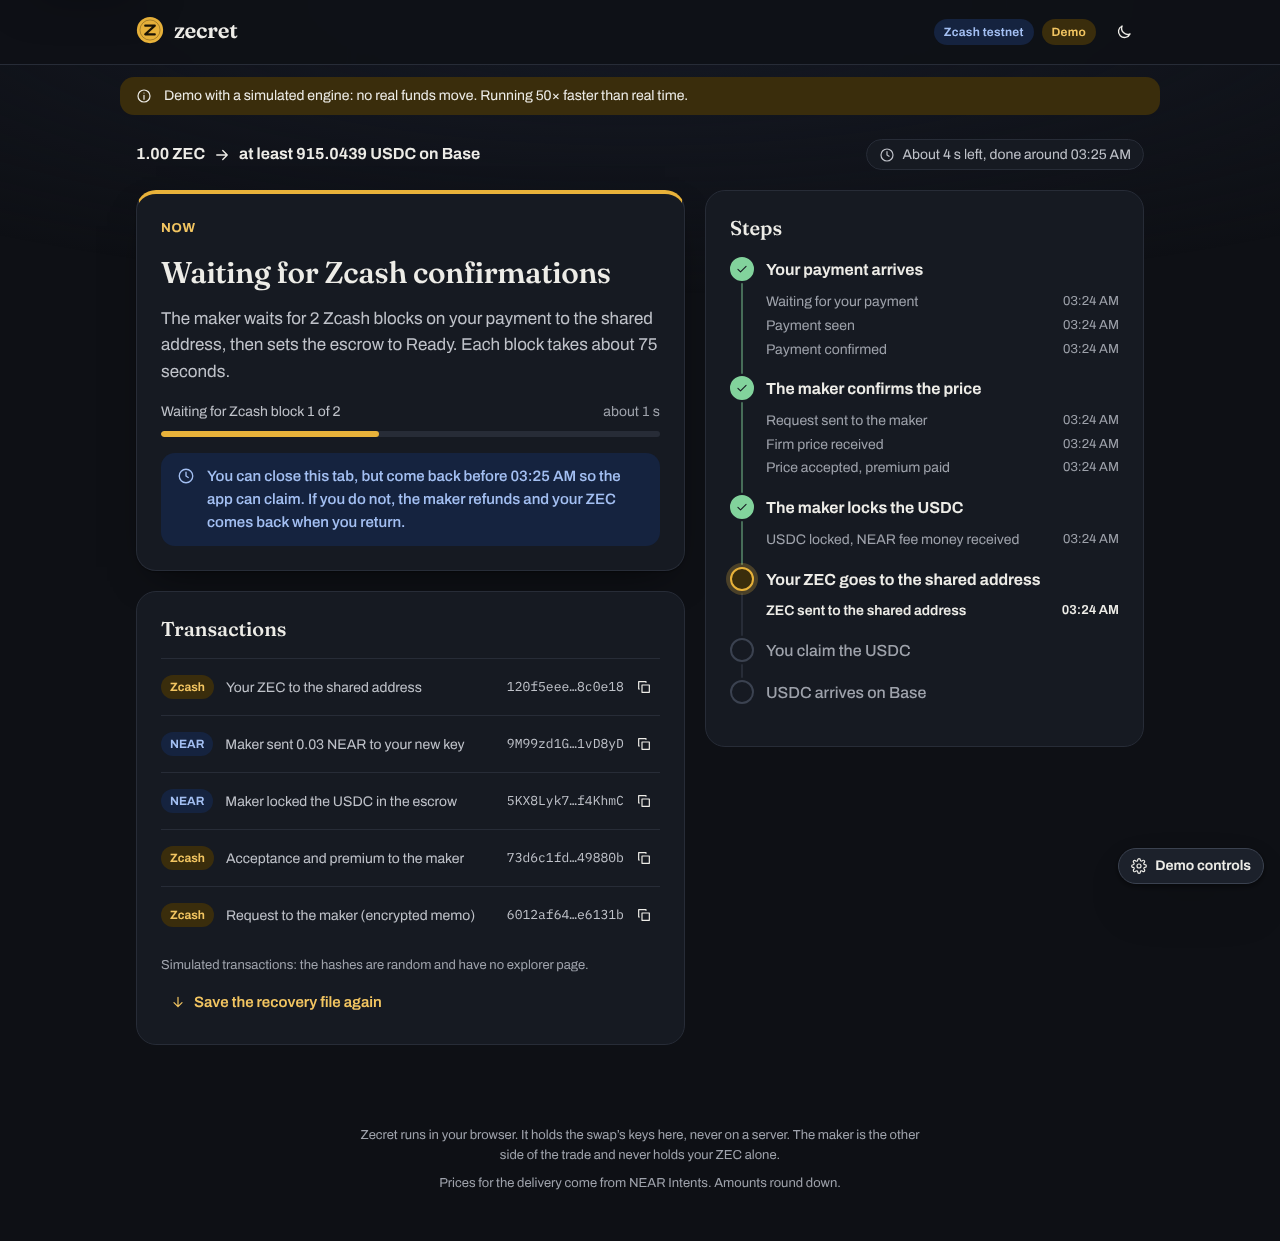 zecret
Zcash testnet
Demo
Demo with a simulated engine: no real funds move. Running 50× faster than real time.
1.00 ZEC → at least 915.0439 USDC on Base
About 4 s left, done around 03:25 AM
NOW
Waiting for Zcash confirmations
The maker waits for 2 Zcash blocks on your payment to the shared
address, then sets the escrow to Ready. Each block takes about 75
seconds.
Waiting for Zcash block 1 of 2
about 1 s
You can close this tab, but come back before 03:25 AM so the
app can claim. If you do not, the maker refunds and your ZEC
comes back when you return.
Transactions
Zcash Your ZEC to the shared address 120f5eee…8c0e18
NEAR Maker sent 0.03 NEAR to your new key 9M99zd1G…1vD8yD
NEAR Maker locked the USDC in the escrow 5KX8Lyk7…f4KhmC
Zcash Acceptance and premium to the maker 73d6c1fd…49880b
Zcash Request to the maker (encrypted memo) 6012af64…e6131b
Simulated transactions: the hashes are random and have no explorer page.
Save the recovery file again
Steps
Your payment arrives
Waiting for your payment 03:24 AM
Payment seen 03:24 AM
Payment confirmed 03:24 AM
The maker confirms the price
Request sent to the maker 03:24 AM
Firm price received 03:24 AM
Price accepted, premium paid 03:24 AM
The maker locks the USDC
USDC locked, NEAR fee money received 03:24 AM
Your ZEC goes to the shared address
ZEC sent to the shared address 03:24 AM
You claim the USDC
USDC arrives on Base
Demo controls
Zecret runs in your browser. It holds the swap’s keys here, never on a server. The maker is the other
side of the trade and never holds your ZEC alone.
Prices for the delivery come from NEAR Intents. Amounts round down.